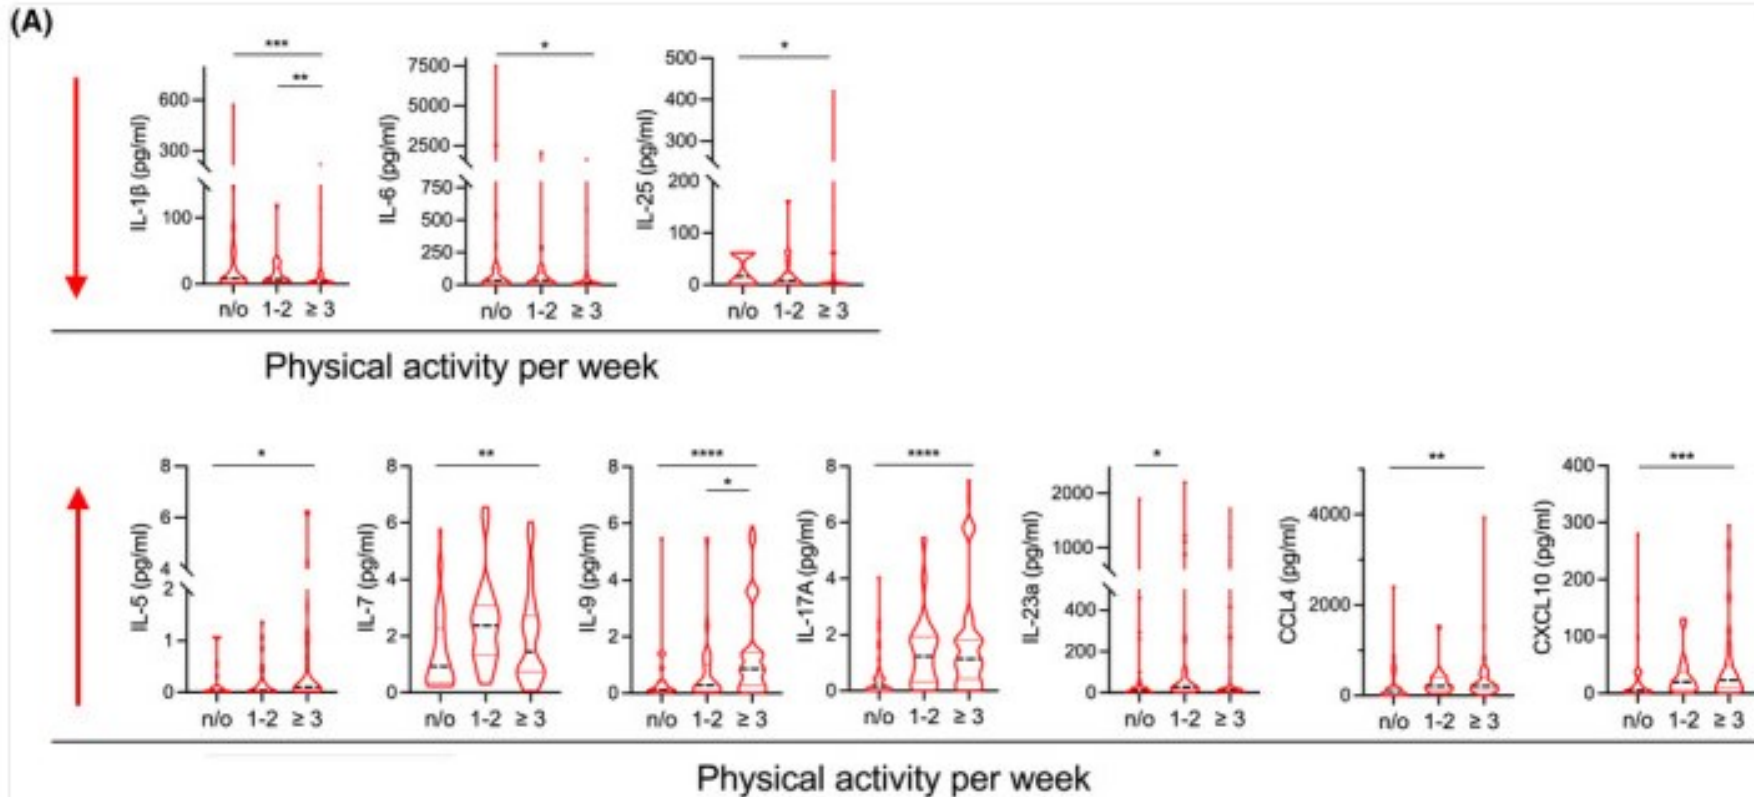 (A)
*** 
**
IL-1β (pg/ml)
600
300
100
0
n/o 1-2 ≥ 3
*
IL-6 (pg/ml)
7500
5000
2500
750
500
250
0
n/o 1-2 ≥ 3
*
IL-25 (pg/ml)
500
400
300
200
100
0
n/o 1-2 ≥ 3
Physical activity per week
*
IL-5 (pg/ml)
8
6
4
2
1
0
n/o 1-2 ≥ 3
**
IL-7 (pg/ml)
8
6
4
2
0
n/o 1-2 ≥ 3
****
*
IL-9 (pg/ml)
8
6
4
2
0
n/o 1-2 ≥ 3
****
IL-17A (pg/ml)
8
6
4
2
0
n/o 1-2 ≥ 3
*
IL-23a (pg/ml)
2000
1000
400
200
0
n/o 1-2 ≥ 3
**
CCL4 (pg/ml)
4000
2000
0
n/o 1-2 ≥ 3
***
CXCL10 (pg/ml)
400
300
200
100
0
n/o 1-2 ≥ 3
Physical activity per week